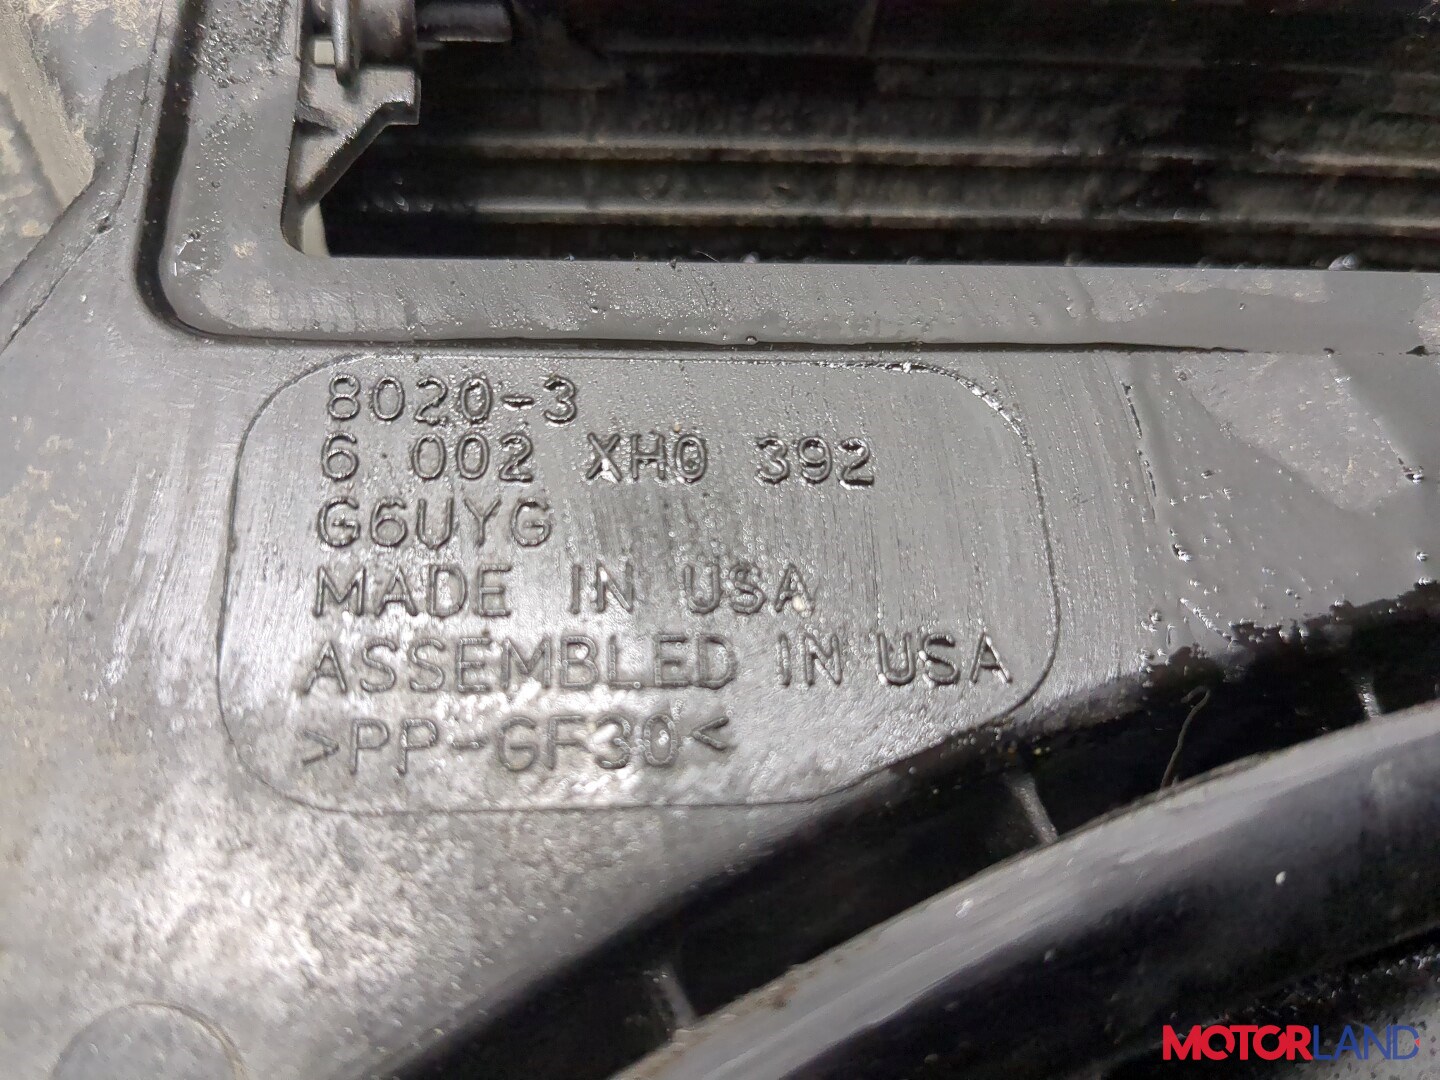 8020-3
6 002 XH0 392
G6UYG
MADE IN USA
ASSEMBLED IN USA
>PP-GF30<
MOTORLAND